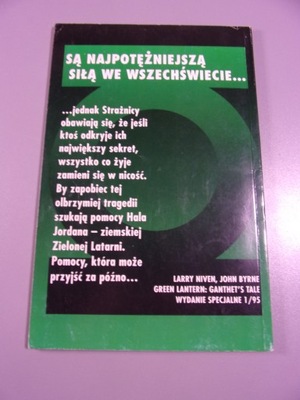 SĄ NAJPOTĘŻNIEJSZĄ
SIŁĄ WE WSZECHŚWIECIE...
...jednak Strażnicy
obawiają się, że jeśli
ktoś odkryje ich
największy sekret,
wszystko co żyje
zamieni się w nicość.
By zapobiec tej
olbrzymiej tragedii
szukają pomocy Hala
Jordana – ziemskiej
Zielonej Latarni.
Pomocy, która może
przyjść za późno...
LARRY NIVEN, JOHN BYRNE
GREEN LANTERN: GANTHET'S TALE
WYDANIE SPECJALNE 1/95